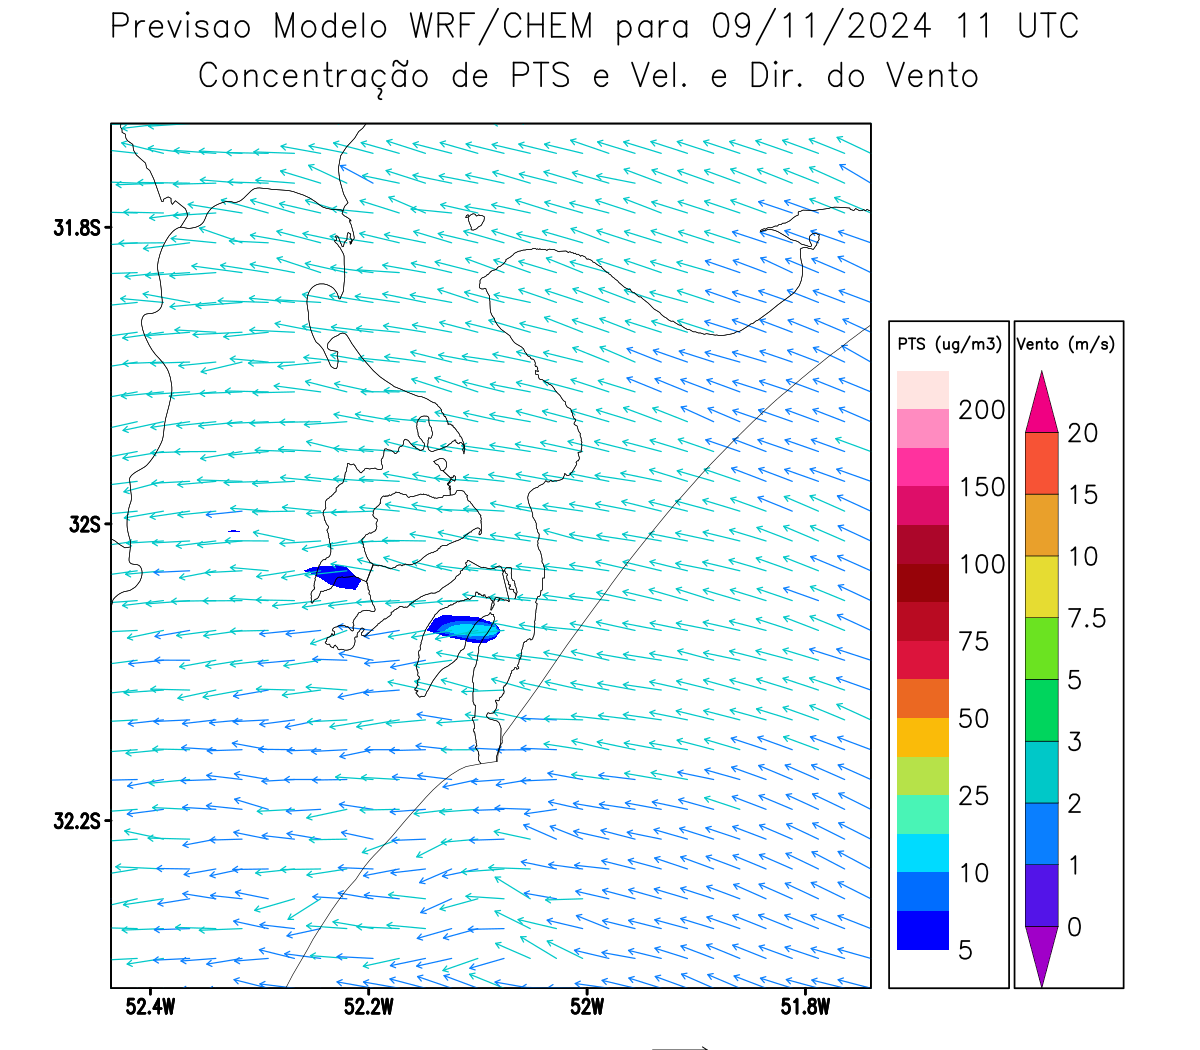 Previsao Modelo WRF/CHEM para 09/11/2024 11 UTC
Concentração de PTS e Vel. e Dir. do Vento
31.8S
32S
32.2S
52.4W
52.2W
52W
51.8W
PTS (ug/m3)
200
150
100
75
50
25
10
5
Vento (m/s)
20
15
10
7.5
5
3
2
1
0